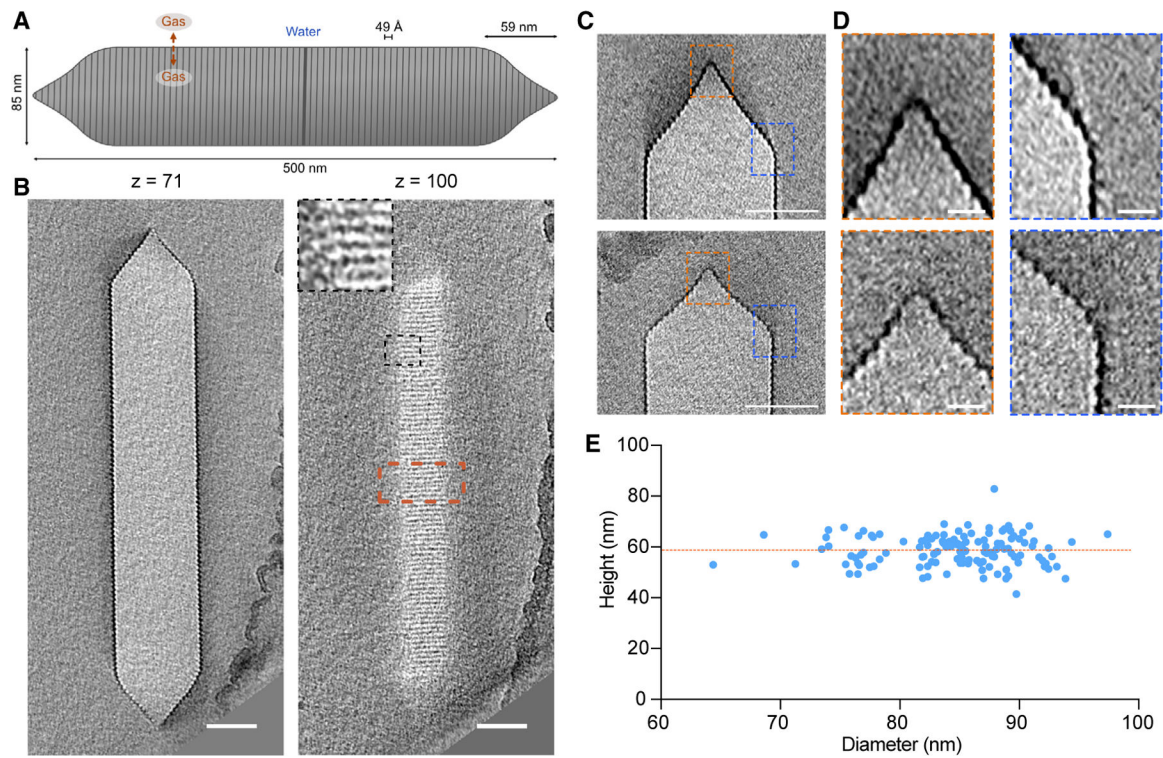 A
Gas
Water
49 Å
59 nm
Gas
85 nm
500 nm
B
z = 71
z = 100
C
D
E
Height (nm)
100
80
60
40
20
0
60
70
80
90
100
Diameter (nm)